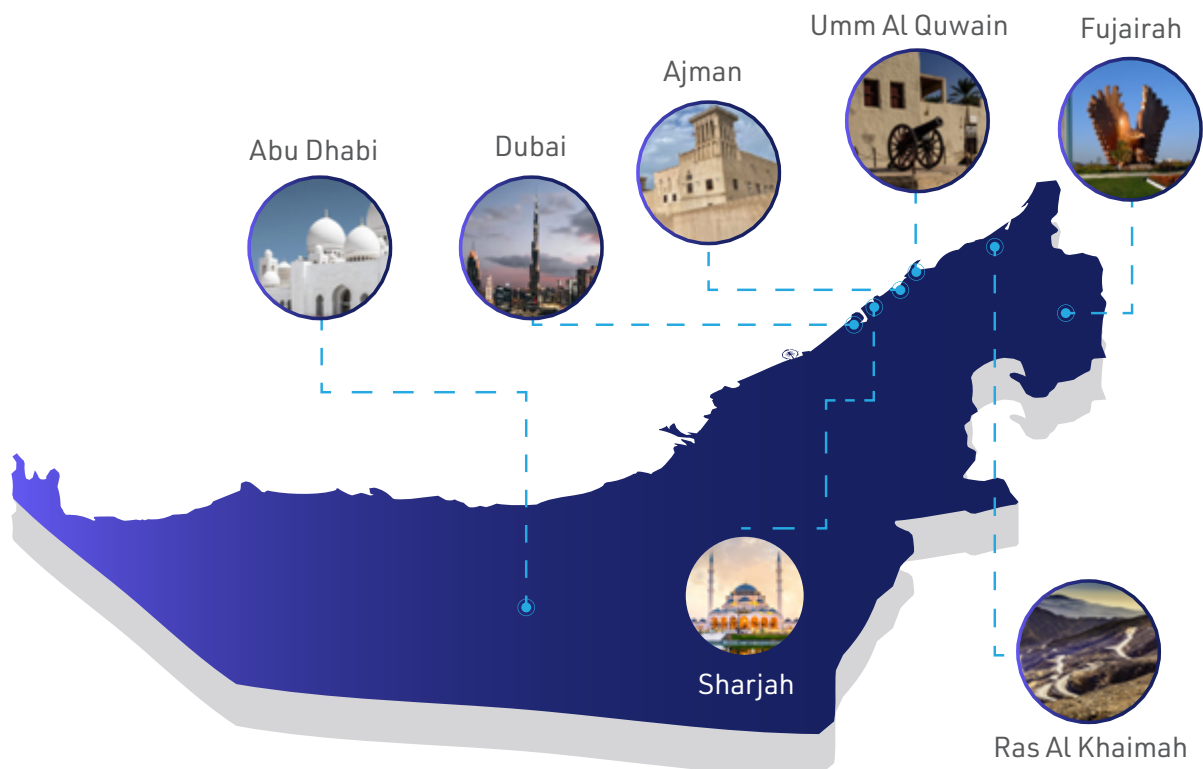 Umm Al Quwain
Fujairah
Ajman
Abu Dhabi
Dubai
Sharjah
Ras Al Khaimah